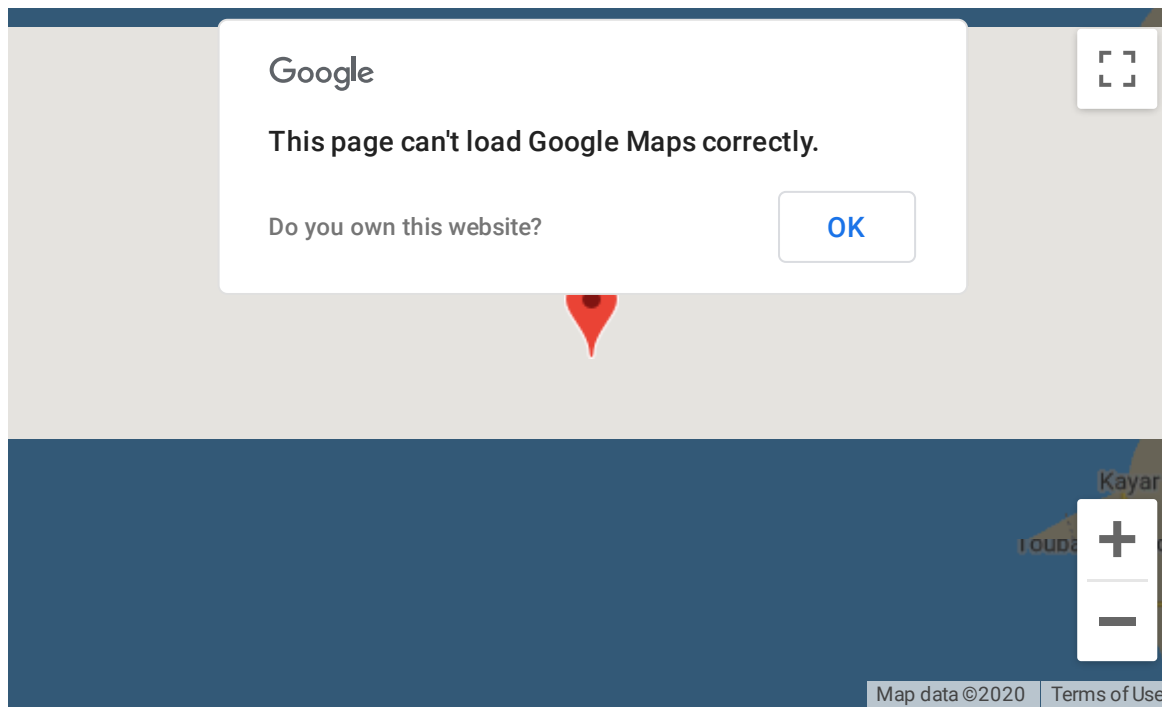 Google
This page can't load Google Maps correctly.
Do you own this website?
OK
Kayar
Map data ©2020
Terms of Use